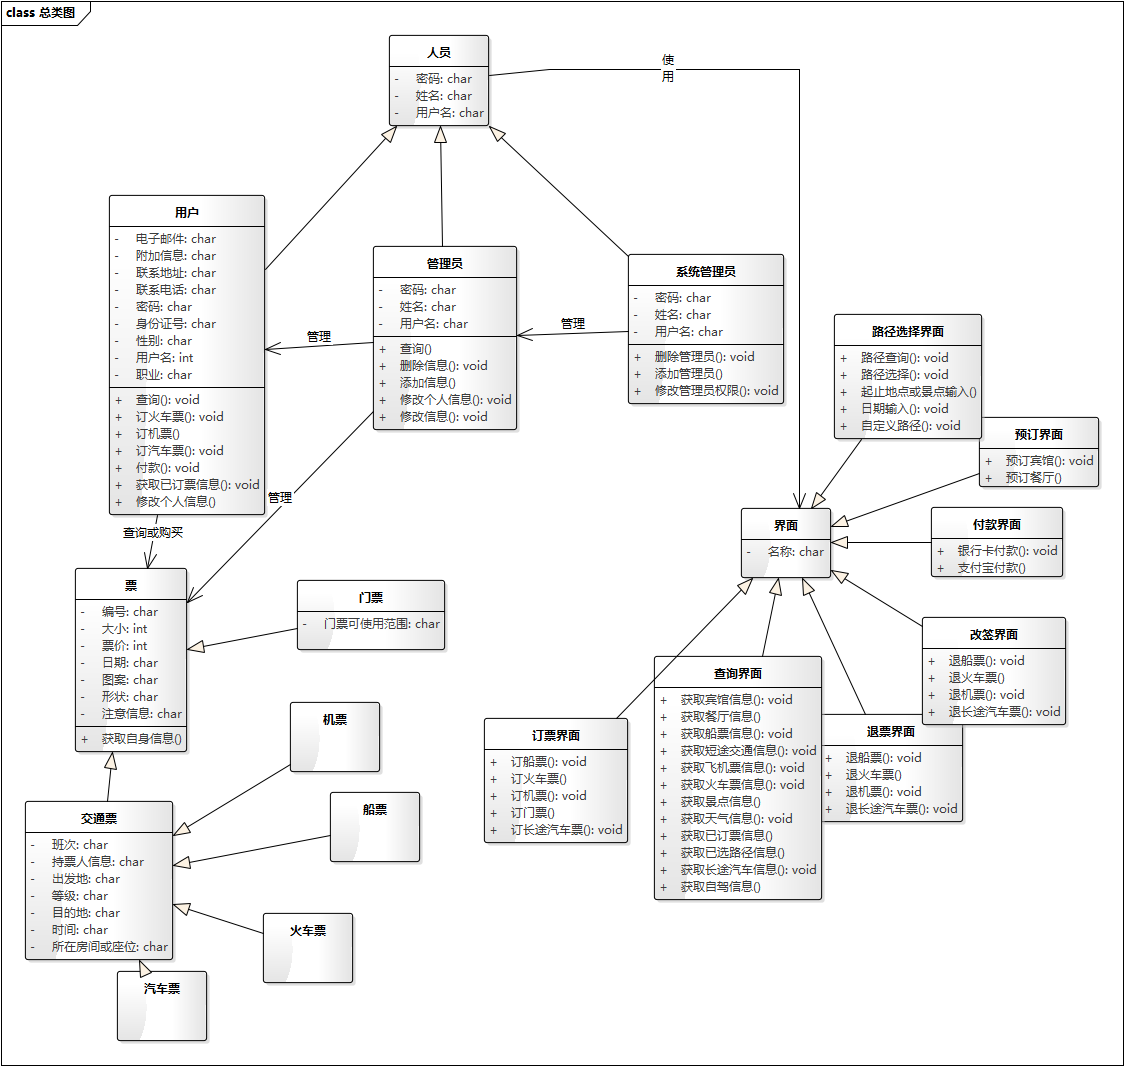 class 总类图
人员
- 密码: char
- 姓名: char
- 用户名: char
使
用
用户
- 电子邮件: char
- 附加信息: char
- 联系地址: char
- 联系电话: char
- 密码: char
- 身份证号: char
- 性别: char
- 用户名: int
- 职业: char
+ 查询(): void
+ 订火车票(): void
+ 订机票()
+ 订汽车票(): void
+ 付款(): void
+ 获取已订票信息(): void
+ 修改个人信息()
管理
管理员
- 密码: char
- 姓名: char
- 用户名: char
+ 查询()
+ 删除信息(): void
+ 添加信息()
+ 修改个人信息(): void
+ 修改信息(): void
管理
系统管理员
- 密码: char
- 姓名: char
- 用户名: char
+ 删除管理员(): void
+ 添加管理员()
+ 修改管理员权限(): void
路径选择界面
+ 路径查询(): void
+ 路径选择(): void
+ 起止地点或景点输入()
+ 日期输入(): void
+ 自定义路径(): void
预订界面
+ 预订宾馆(): void
+ 预订餐厅()
管理
查询或购买
界面
- 名称: char
付款界面
+ 银行卡付款(): void
+ 支付宝付款()
票
- 编号: char
- 大小: int
- 票价: int
- 日期: char
- 图案: char
- 形状: char
- 注意信息: char
+ 获取自身信息()
门票
- 门票可使用范围: char
改签界面
+ 退船票(): void
+ 退火车票()
+ 退机票(): void
+ 退长途汽车票(): void
查询界面
+ 获取宾馆信息(): void
+ 获取餐厅信息()
+ 获取船票信息(): void
+ 获取短途交通信息(): void
+ 获取飞机票信息(): void
+ 获取火车票信息(): void
+ 获取景点信息()
+ 获取天气信息(): void
+ 获取已订票信息()
+ 获取已选路径信息()
+ 获取长途汽车信息(): void
+ 获取自驾信息()
订票界面
+ 订船票(): void
+ 订火车票()
+ 订机票(): void
+ 订门票()
+ 订长途汽车票(): void
退票界面
+ 退船票(): void
+ 退火车票()
+ 退机票(): void
+ 退长途汽车票(): void
机票
船票
交通票
- 班次: char
- 持票人信息: char
- 出发地: char
- 等级: char
- 目的地: char
- 时间: char
- 所在房间或座位: char
火车票
汽车票